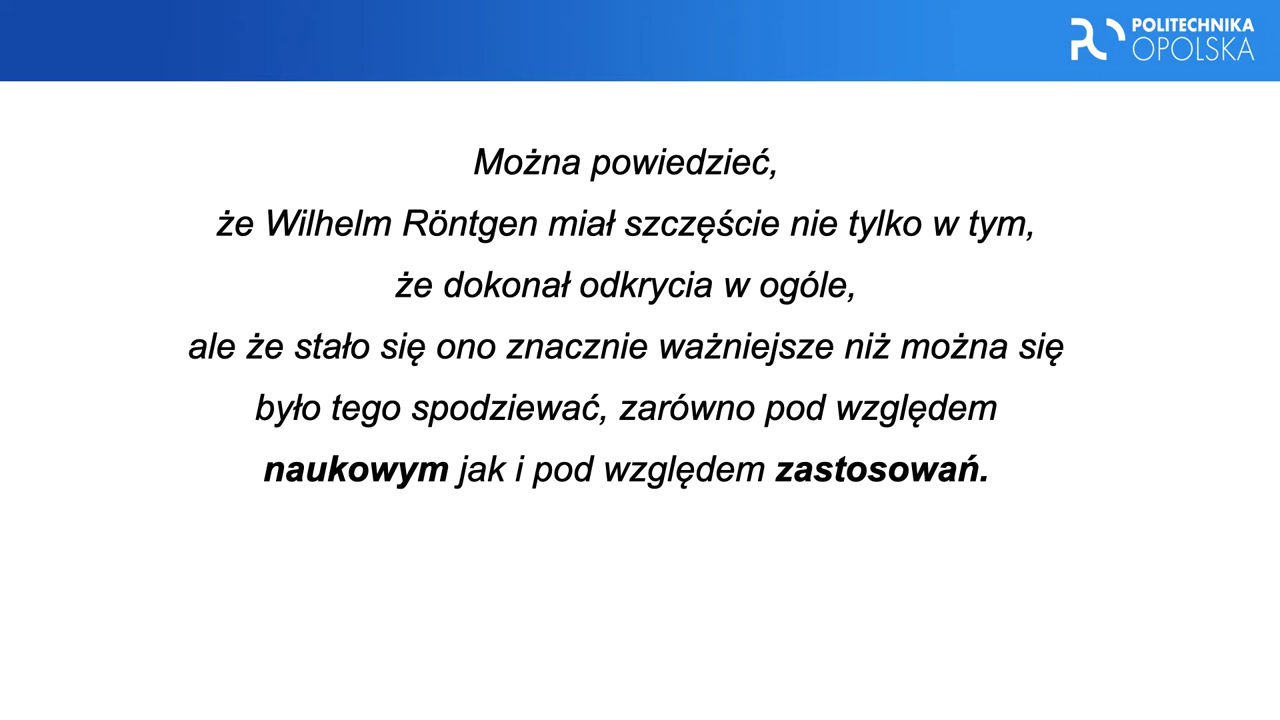 POLITECHNIKA
OPOLSKA
Można powiedzieć,
że Wilhelm Röntgen miał szczęście nie tylko w tym,
że dokonał odkrycia w ogóle,
ale że stało się ono znacznie ważniejsze niż można się
było tego spodziewać, zarówno pod względem
naukowym jak i pod względem zastosowań.